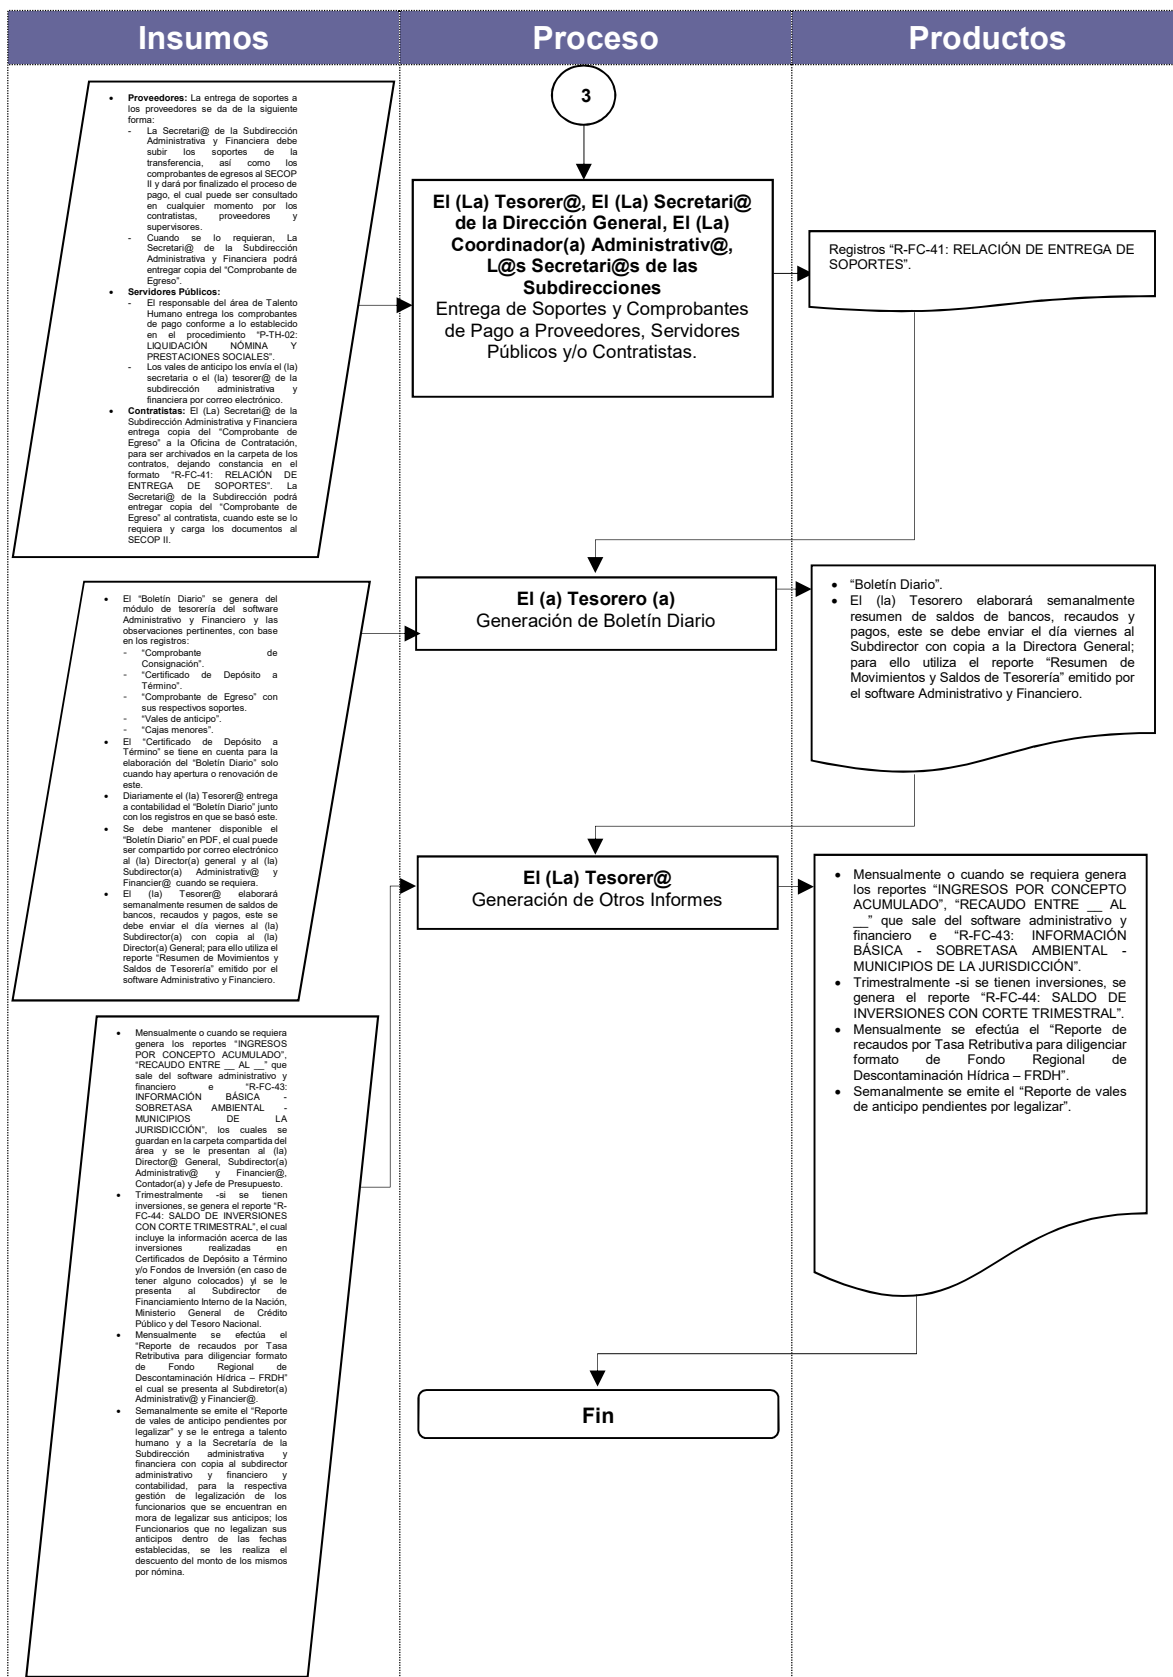 Insumos
Proceso
Productos
3
• Proveedores: La entrega de soportes a
los proveedores se da de la siguiente
forma:
- La Secretari@ de la Subdirección
Administrativa y Financiera debe
subir los soportes de la
transferencia, así como los
comprobantes de egresos al SECOP
II y dará por finalizado el proceso de
pago, el cual puede ser consultado
en cualquier momento por los
contratistas, proveedores y
supervisores.
- Cuando se lo requieran, La
Secretari@ de la Subdirección
Administrativa y Financiera podrá
entregar copia del “Comprobante de
Egreso”.
• Servidores Públicos:
- El responsable del área de Talento
Humano entrega los comprobantes
de pago conforme a lo establecido
en el procedimiento “P-TH-02:
LIQUIDACIÓN NÓMINA Y
PRESTACIONES SOCIALES”.
- Los vales de anticipo los envía el (la)
secretaria o el (la) tesorer@ de la
subdirección administrativa y
financiera por correo electrónico.
• Contratistas: El (La) Secretari@ de la
Subdirección Administrativa y Financiera
entrega copia del “Comprobante de
Egreso” a la Oficina de Contratación,
para ser archivados en la carpeta de los
contratos, dejando constancia en el
formato “R-FC-41: RELACIÓN DE
ENTREGA DE SOPORTES”. La
Secretari@ de la Subdirección podrá
entregar copia del “Comprobante de
Egreso” al contratista, cuando este se lo
requiera y carga los documentos al
SECOP II.
El (La) Tesorer@, El (La) Secretari@
de la Dirección General, El (La)
Coordinador(a) Administrativ@,
L@s Secretari@s de las
Subdirecciones
Entrega de Soportes y Comprobantes
de Pago a Proveedores, Servidores
Públicos y/o Contratistas.
Registros “R-FC-41: RELACIÓN DE ENTREGA DE
SOPORTES”.
• El “Boletín Diario” se genera del
módulo de tesorería del software
Administrativo y Financiero y las
observaciones pertinentes, con base
en los registros:
- “Comprobante de
Consignación”.
- “Certificado de Depósito a
Término”.
- “Comprobante de Egreso” con
sus respectivos soportes.
- “Vales de anticipo”.
- “Cajas menores”.
• El “Certificado de Depósito a
Término” se tiene en cuenta para la
elaboración del “Boletín Diario” solo
cuando hay apertura o renovación de
este.
• Diariamente el (la) Tesorer@ entrega
a contabilidad el “Boletín Diario” junto
con los registros en que se basó este.
• Se debe mantener disponible el
“Boletín Diario” en PDF, el cual puede
ser compartido por correo electrónico
al (la) Director(a) general y al (la)
Subdirector(a) Administrativ@ y
Financier@ cuando se requiera.
• El (la) Tesorer@ elaborará
semanalmente resumen de saldos de
bancos, recaudos y pagos, este se
debe enviar el día viernes al (la)
Subdirector(a) con copia al (la)
Director(a) General; para ello utiliza el
reporte “Resumen de Movimientos y
Saldos de Tesorería” emitido por el
software Administrativo y Financiero.
El (a) Tesorero (a)
Generación de Boletín Diario
• “Boletín Diario”.
• El (la) Tesorero elaborará semanalmente
resumen de saldos de bancos, recaudos y
pagos, este se debe enviar el día viernes al
Subdirector con copia a la Directora General;
para ello utiliza el reporte “Resumen de
Movimientos y Saldos de Tesorería” emitido por
el software Administrativo y Financiero.
• Mensualmente o cuando se requiera
genera los reportes “INGRESOS
POR CONCEPTO ACUMULADO”,
“RECAUDO ENTRE __ AL __” que
sale del software administrativo y
financiero e “R-FC-43:
INFORMACIÓN BÁSICA -
SOBRETASA AMBIENTAL -
MUNICIPIOS DE LA
JURISDICCIÓN”, los cuales se
guardan en la carpeta compartida del
área y se le presentan al (la)
Director@ General, Subdirector(a)
Administrativ@ y Financier@,
Contador(a) y Jefe de Presupuesto.
• Trimestralmente -si se tienen
inversiones, se genera el reporte “R-
FC-44: SALDO DE INVERSIONES
CON CORTE TRIMESTRAL”, el cual
incluye la información acerca de las
inversiones realizadas en
Certificados de Depósito a Término
y/o Fondos de Inversión (en caso de
tener alguno colocados) yl se le
presenta al Subdirector de
Financiamiento Interno de la Nación,
Ministerio General de Crédito
Público y del Tesoro Nacional.
• Mensualmente se efectúa el
“Reporte de recaudos por Tasa
Retributiva para diligenciar formato
de Fondo Regional de
Descontaminación Hídrica – FRDH”
el cual se presenta al Subdiretor(a)
Administrativ@ y Financier@.
• Semanalmente se emite el “Reporte
de vales de anticipo pendientes por
legalizar” y se le entrega a talento
humano y a la Secretaría de la
Subdirección administrativa y
financiera con copia al subdirector
administrativo y financiero y
contabilidad, para la respectiva
gestión de legalización de los
funcionarios que se encuentran en
mora de legalizar sus anticipos; los
Funcionarios que no legalizan sus
anticipos dentro de las fechas
establecidas, se les realiza el
descuento del monto de los mismos
por nómina.
El (La) Tesorer@
Generación de Otros Informes
• Mensualmente o cuando se requiera genera
los reportes “INGRESOS POR CONCEPTO
ACUMULADO”, “RECAUDO ENTRE __ AL
__” que sale del software administrativo y
financiero e “R-FC-43: INFORMACIÓN
BÁSICA - SOBRETASA AMBIENTAL -
MUNICIPIOS DE LA JURISDICCIÓN”.
• Trimestralmente -si se tienen inversiones, se
genera el reporte “R-FC-44: SALDO DE
INVERSIONES CON CORTE TRIMESTRAL”.
• Mensualmente se efectúa el “Reporte de
recaudos por Tasa Retributiva para diligenciar
formato de Fondo Regional de
Descontaminación Hídrica – FRDH”.
• Semanalmente se emite el “Reporte de vales
de anticipo pendientes por legalizar”.
Fin